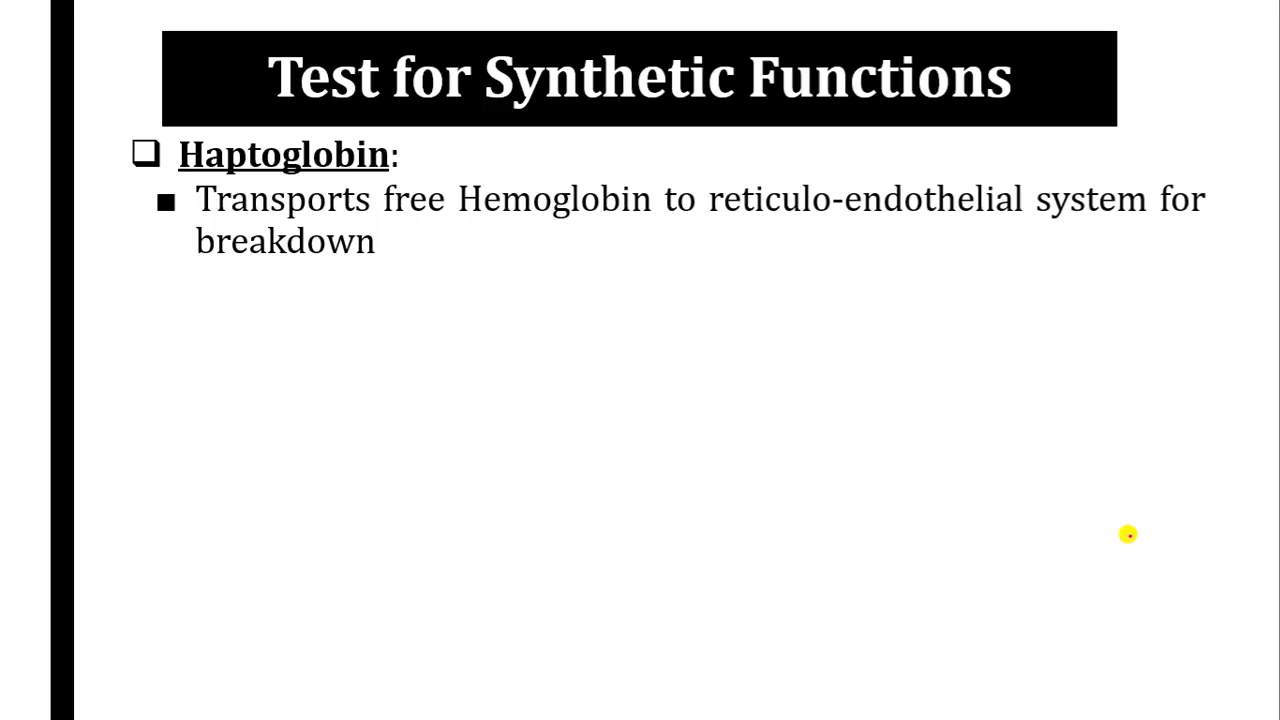 Test for Synthetic Functions
❑ Haptoglobin:
▪ Transports free Hemoglobin to reticulo-endothelial system for
breakdown